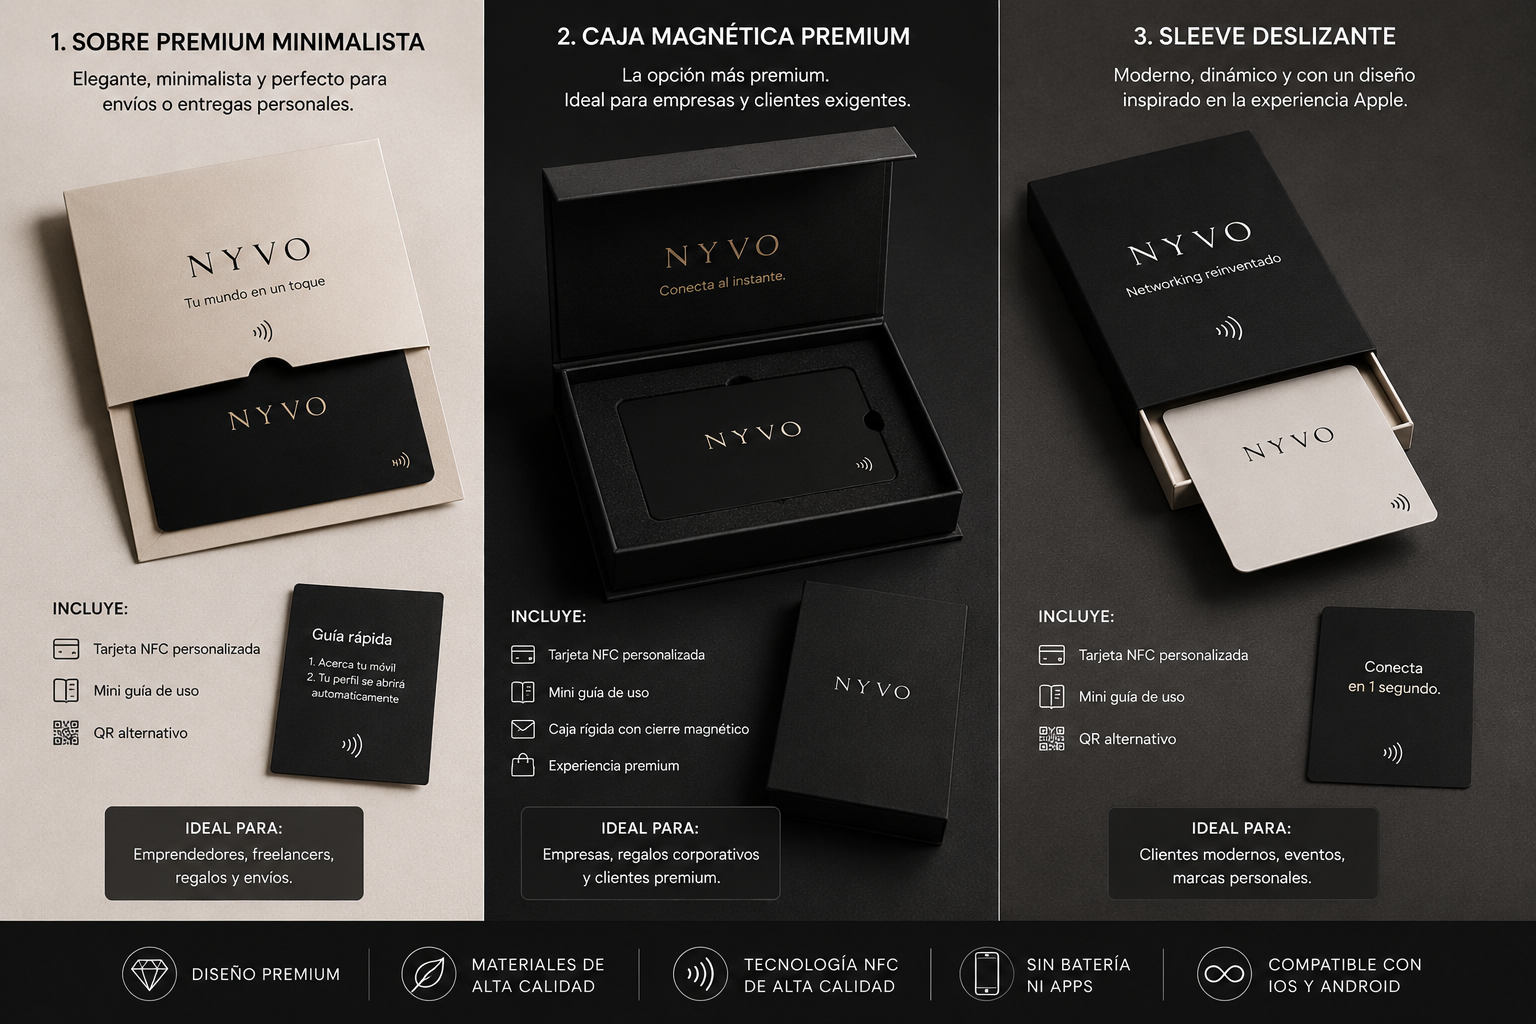 1. SOBRE PREMIUM MINIMALISTA
Elegante, minimalista y perfecto para
envíos o entregas personales.
NYVO
Tu mundo en un toque
NYVO
N
INCLUYE:
Tarjeta NFC personalizada
Mini guía de uso
QR alternativo
Guía rápida
1. Acerca tu móvil
2. Tu perfil se abrirá
automaticamente
IDEAL PARA:
Emprendedores, freelancers,
regalos y envíos.
2. CAJA MAGNÉTICA PREMIUM
La opción más premium.
Ideal para empresas y clientes exigentes.
NYVO
Conecta al instante.
NYVO
INCLUYE:
Tarjeta NFC personalizada
Mini guía de uso
Caja rígida con cierre magnético
Experiencia premium
NYVO
IDEAL PARA:
Empresas, regalos corporativos
y clientes premium.
3. SLEEVE DESLIZANTE
Moderno, dinámico y con un diseño
inspirado en la experiencia Apple.
NYVO
Networking reinventado
NYVO
INCLUYE:
Tarjeta NFC personalizada
Mini guía de uso
QR alternativo
Conecta
en 1 segundo.
IDEAL PARA:
Clientes modernos, eventos,
marcas personales.
DISEÑO PREMIUM
MATERIALES DE
ALTA CALIDAD
TECNOLOGÍA NFC
DE ALTA CALIDAD
SIN BATERÍA
NI APPS
COMPATIBLE CON
IOS Y ANDROID